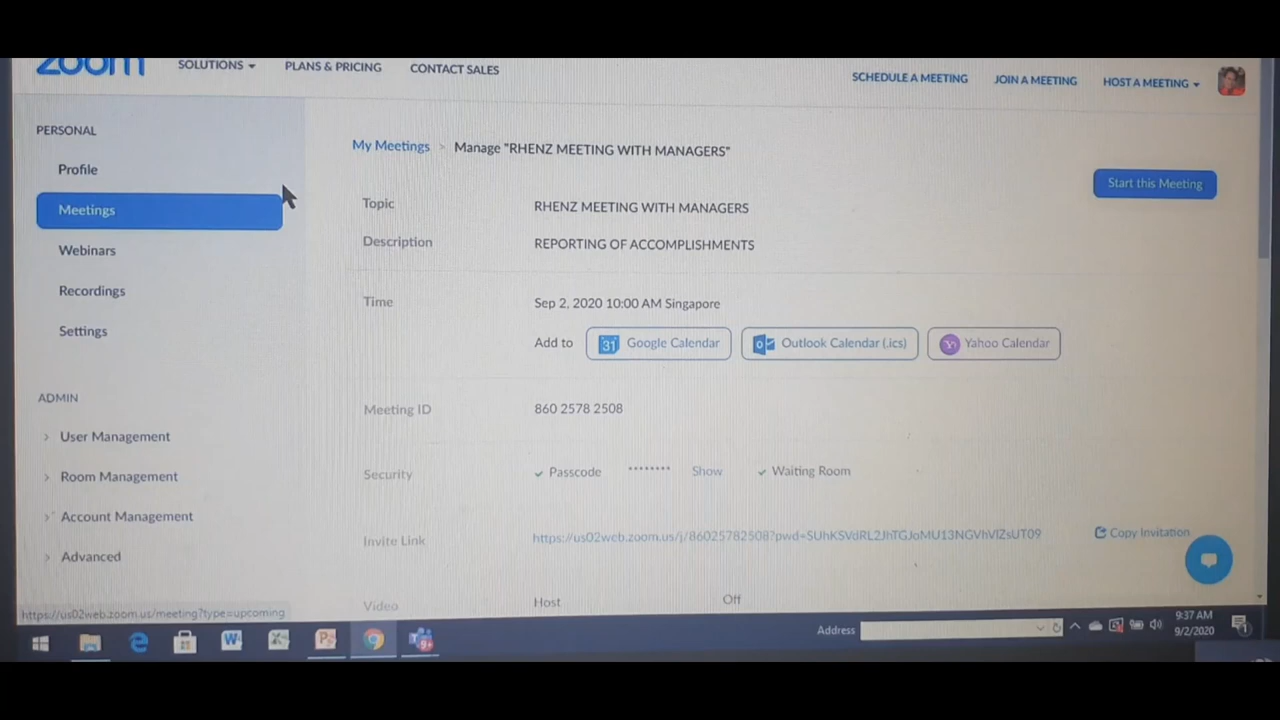 zoom SOLUTIONS PLANS & PRICING CONTACT SALES SCHEDULE A MEETING JOIN A MEETING HOST A MEETING
PERSONAL
Profile
Meetings
Webinars
Recordings
Settings
ADMIN
User Management
Room Management
Account Management
Advanced
My Meetings > Manage "RHENZ MEETING WITH MANAGERS"
Start this Meeting
Topic RHENZ MEETING WITH MANAGERS
Description REPORTING OF ACCOMPLISHMENTS
Time Sep 2, 2020 10:00 AM Singapore
Add to 31 Google Calendar Outlook Calendar (.ics) Yahoo Calendar
Meeting ID 860 2578 2508
Security Passcode ******** Show Waiting Room
Invite Link https://us02web.zoom.us/j/86025782508?pwd=SUhKSVdRL2JhTGJoMU13NGVhVlZsUT09 Copy Invitation
Video Host Off
https://us02web.zoom.us/meeting?type=upcoming
Address
9:37 AM
9/2/2020